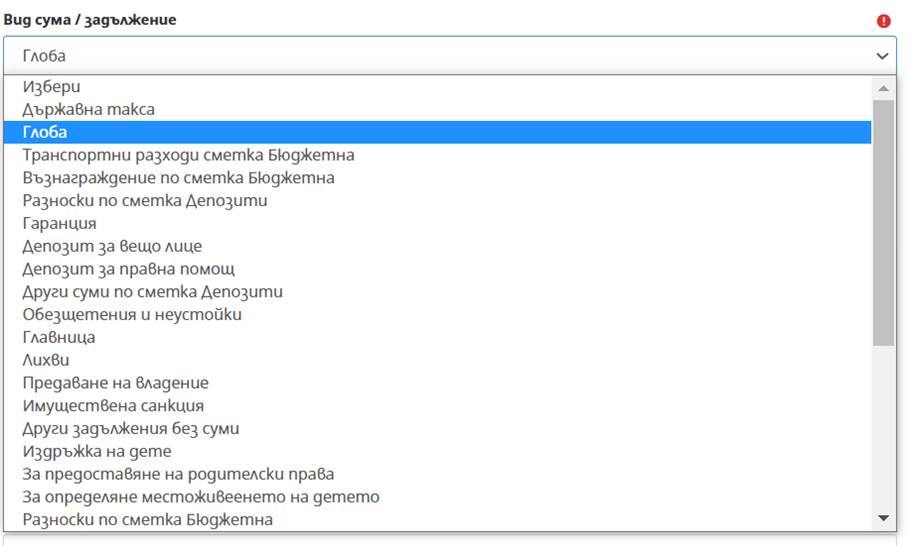 Вид сума / задължение
Глоба
Избери
Държавна такса
Глоба
Транспортни разходи сметка Бюджетна
Възнаграждение по сметка Бюджетна
Разноски по сметка Депозити
Гаранция
Депозит за вещо лице
Депозит за правна помощ
Други суми по сметка Депозити
Обезщетения и неустойки
Главница
Лихви
Предаване на владение
Имуществена санкция
Други задължения без суми
Издръжка на дете
За предоставяне на родителски права
За определяне местоживеенето на детето
Разноски по сметка Бюджетна